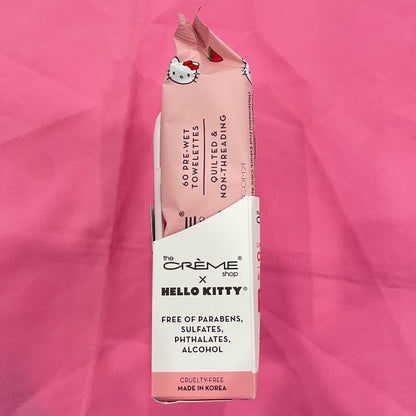 60 PRE-WET
TOWELETTES
QUILTED &
NON-THREADING
the
CRÈME®
shop
x
HELLO KITTY®
FREE OF PARABENS,
SULFATES,
PHTHALATES,
ALCOHOL
CRUELTY-FREE
MADE IN KOREA